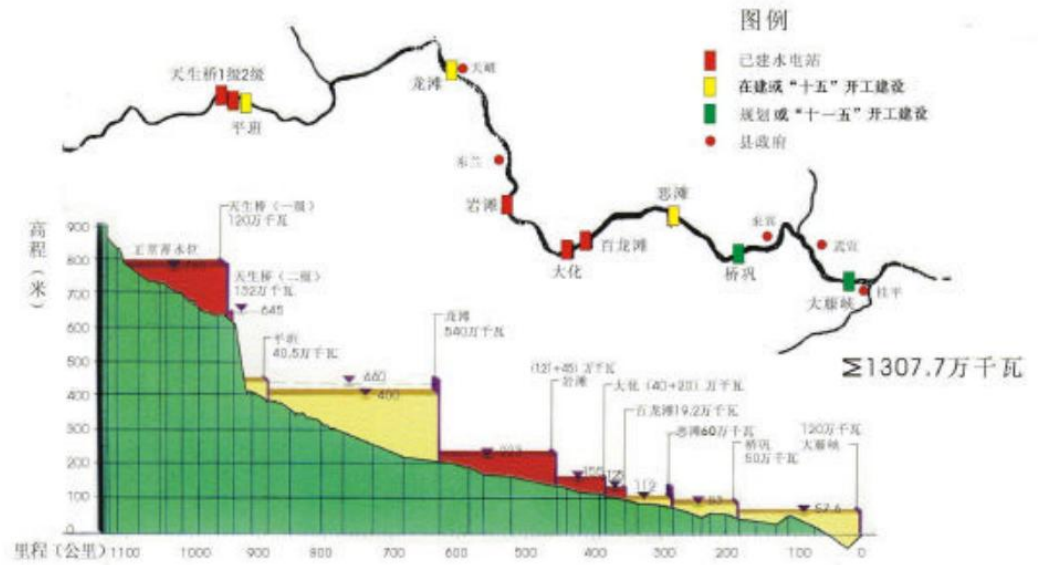 图例
已建水电站
在建或“十五”开工建设
规划或“十一五”开工建设
县政府
天生桥1级2级
平班
龙滩
天峨
东兰
岩滩
大化
百龙滩
恶滩
桥巩
来宾
武宣
大藤峡
桂平
Σ1307.7万千瓦
高程(米)
900
800
700
600
500
400
300
200
100
0
正常蓄水位
天生桥(一级)
120万千瓦
天生桥(二级)
132万千瓦
645
平班
40.5万千瓦
440
400
龙滩
540万千瓦
岩滩
大化(40+20)万千瓦
百龙滩19.2万千瓦
恶滩60万千瓦
桥巩
50万千瓦
120万千瓦
大藤峡
155
112
57.6
里程(公里)1100 1000 900 800 700 600 500 400 300 200 100 0